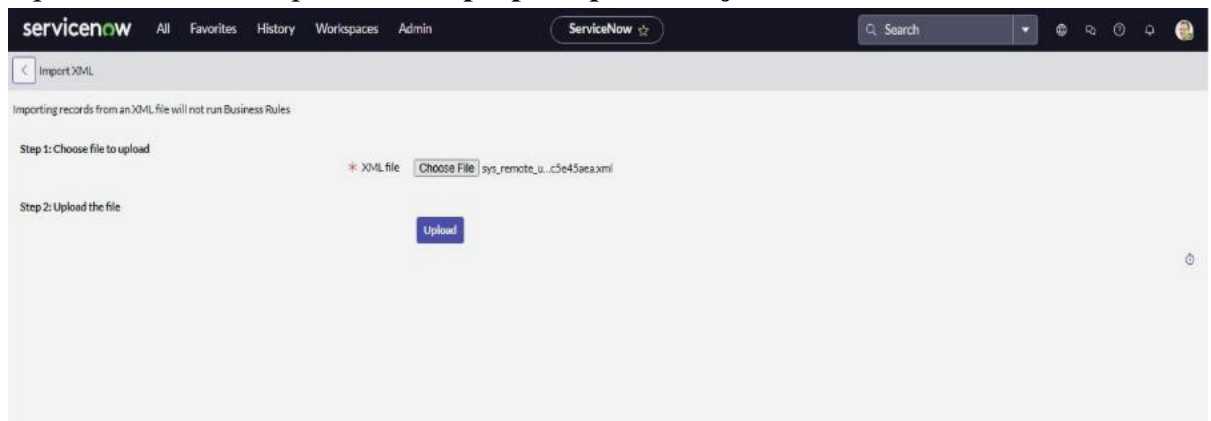 servicenow All Favorites History Workspaces Admin ServiceNow Search
Import XML
Importing records from an XML file will not run Business Rules
Step 1: Choose file to upload
* XML file Choose File sys_remote_u...c5e45aea.xml
Step 2: Upload the file
Upload